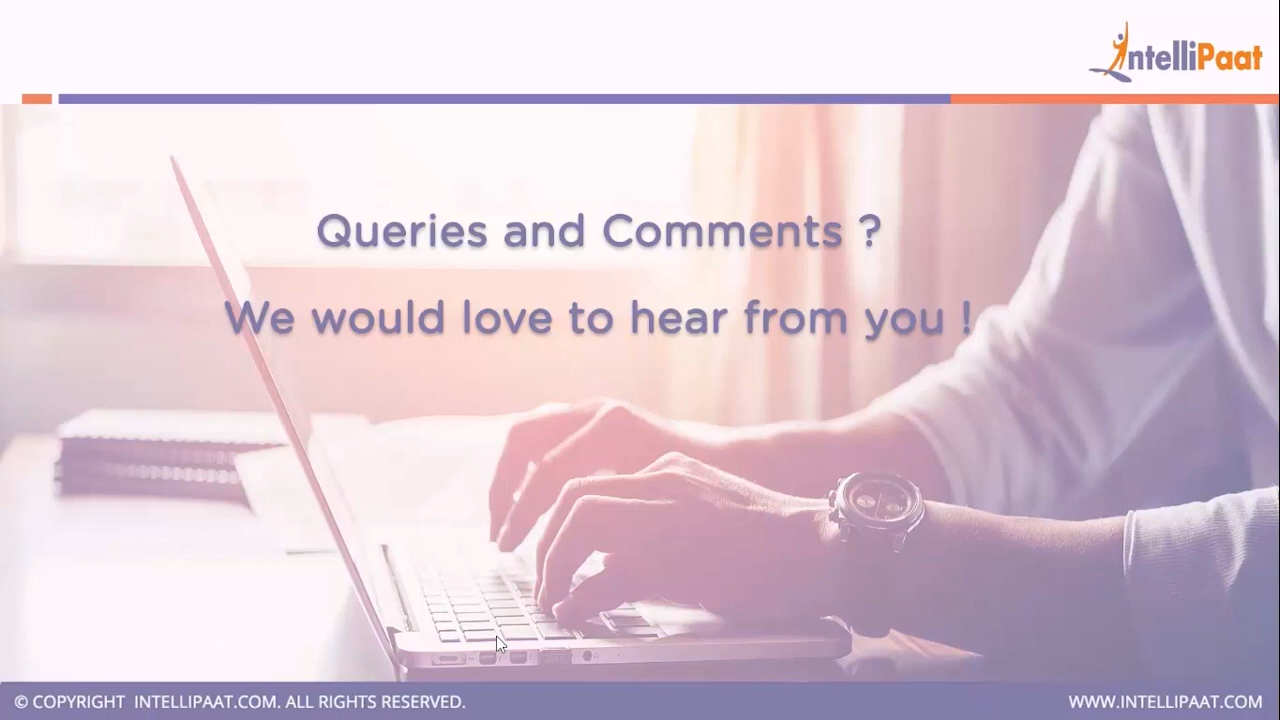 IntelliPaat
Queries and Comments ?
We would love to hear from you !
© COPYRIGHT INTELLIPAAT.COM. ALL RIGHTS RESERVED.
WWW.INTELLIPAAT.COM